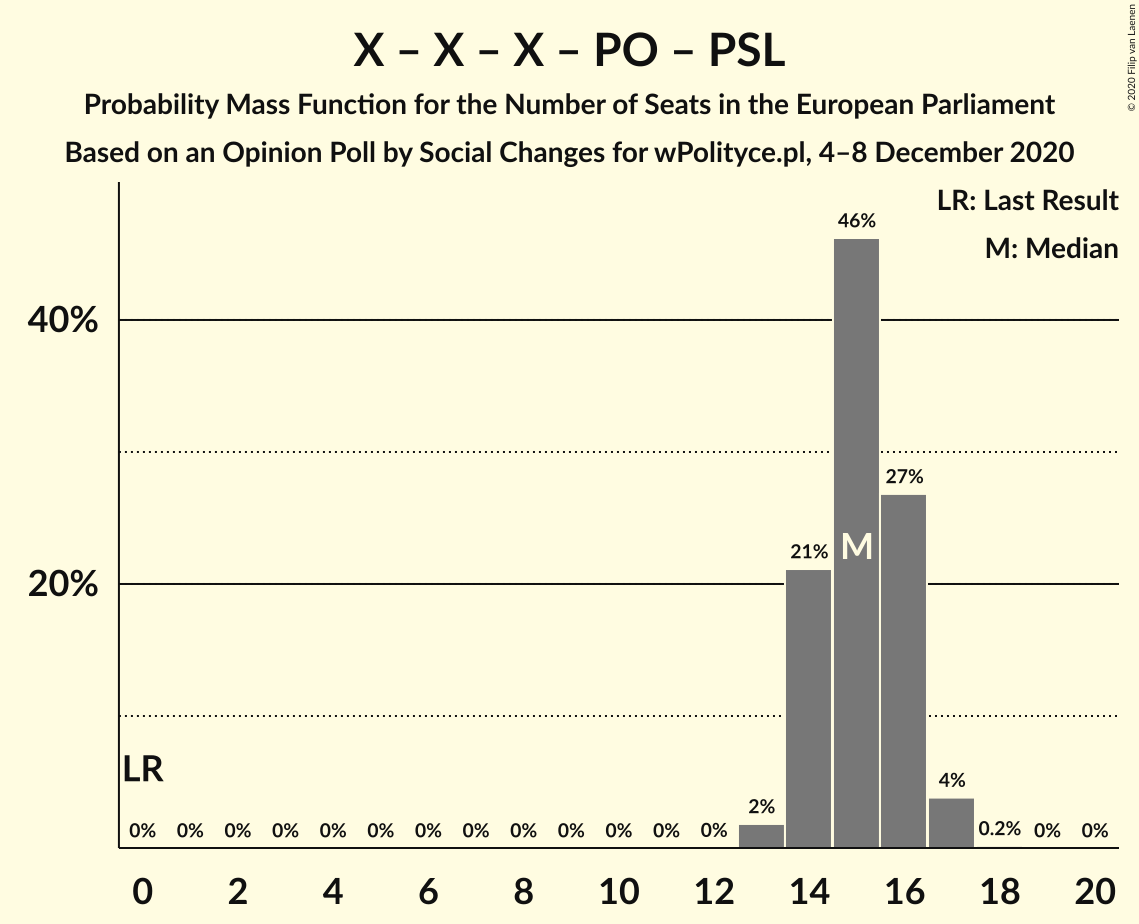 X – X – X – PO – PSL
Probability Mass Function for the Number of Seats in the European Parliament
Based on an Opinion Poll by Social Changes for wPolityce.pl, 4–8 December 2020
© 2020 Filip van Laenen
LR: Last Result
M: Median
46%
40%
27%
21%
M
20%
LR
4%
2%
0% 0% 0% 0% 0% 0% 0% 0% 0% 0% 0% 0% 0% 0.2% 0% 0%
0 2 4 6 8 10 12 14 16 18 20